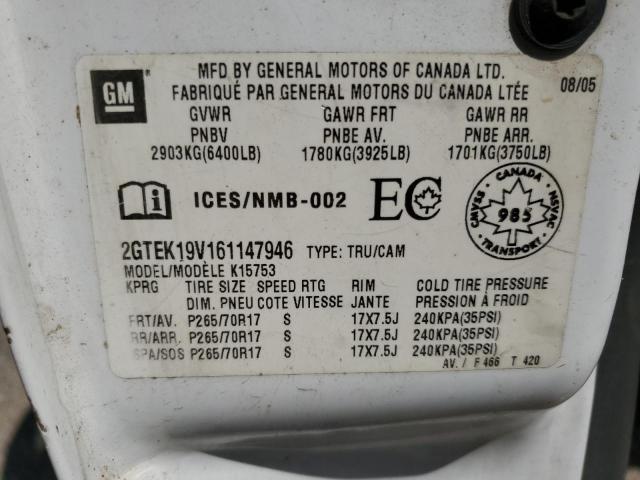 GM
MFD BY GENERAL MOTORS OF CANADA LTD.
FABRIQUÉ PAR GENERAL MOTORS DU CANADA LTÉE
08/05
GVWR GAWR FRT GAWR RR
PNBV PNBE AV. PNBE ARR.
2903KG(6400LB) 1780KG(3925LB) 1701KG(3750LB)
ICES/NMB-002
EC
CANADA
CMVSS NSVAC
985
TRANSPORT
2GTEK19V161147946 TYPE: TRU/CAM
MODEL/MODÈLE K15753
KPRG TIRE SIZE SPEED RTG RIM COLD TIRE PRESSURE
DIM. PNEU COTE VITESSE JANTE PRESSION À FROID
FRT/AV. P265/70R17 S 17X7.5J 240KPA(35PSI)
RR/ARR. P265/70R17 S 17X7.5J 240KPA(35PSI)
SPA/SOS P265/70R17 S 17X7.5J 240KPA(35PSI)
AV. / F 466 T 420